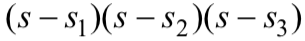 (s − s₁)(s − s₂)(s − s₃)